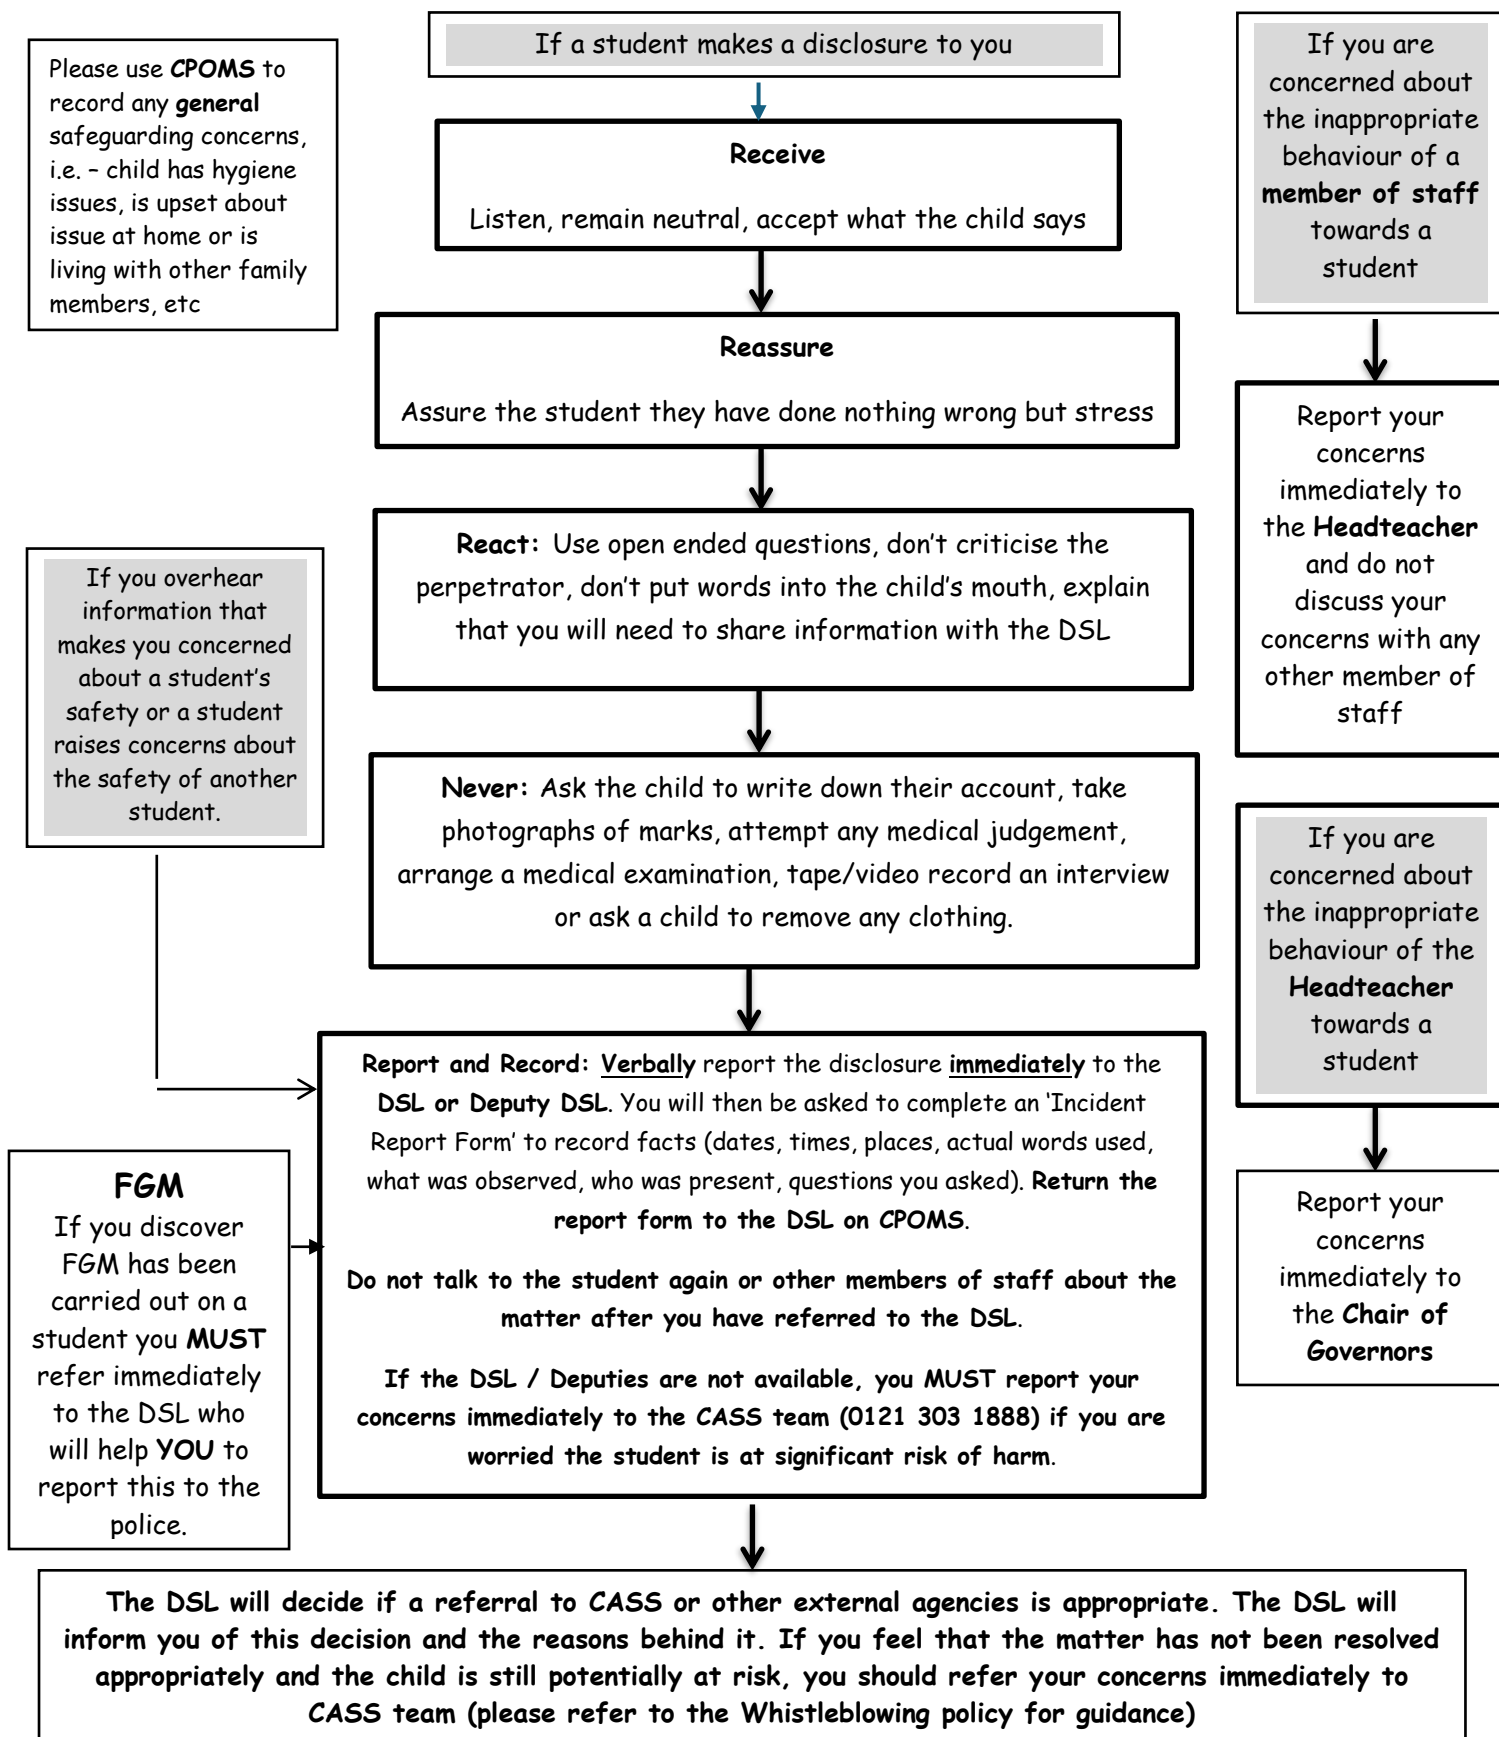 If a student makes a disclosure to you
Please use CPOMS to
record any general
safeguarding concerns,
i.e. – child has hygiene
issues, is upset about
issue at home or is
living with other family
members, etc
Receive
Listen, remain neutral, accept what the child says
Reassure
Assure the student they have done nothing wrong but stress
React: Use open ended questions, don’t criticise the
perpetrator, don’t put words into the child’s mouth, explain
that you will need to share information with the DSL
Never: Ask the child to write down their account, take
photographs of marks, attempt any medical judgement,
arrange a medical examination, tape/video record an interview
or ask a child to remove any clothing.
If you overhear
information that
makes you concerned
about a student’s
safety or a student
raises concerns about
the safety of another
student.
Report and Record: Verbally report the disclosure immediately to the
DSL or Deputy DSL. You will then be asked to complete an ‘Incident
Report Form’ to record facts (dates, times, places, actual words used,
what was observed, who was present, questions you asked). Return the
report form to the DSL on CPOMS.
Do not talk to the student again or other members of staff about the
matter after you have referred to the DSL.
If the DSL / Deputies are not available, you MUST report your
concerns immediately to the CASS team (0121 303 1888) if you are
worried the student is at significant risk of harm.
FGM
If you discover
FGM has been
carried out on a
student you MUST
refer immediately
to the DSL who
will help YOU to
report this to the
police.
If you are
concerned about
the inappropriate
behaviour of a
member of staff
towards a
student
Report your
concerns
immediately to
the Headteacher
and do not
discuss your
concerns with any
other member of
staff
If you are
concerned about
the inappropriate
behaviour of the
Headteacher
towards a
student
Report your
concerns
immediately to
the Chair of
Governors
The DSL will decide if a referral to CASS or other external agencies is appropriate. The DSL will
inform you of this decision and the reasons behind it. If you feel that the matter has not been resolved
appropriately and the child is still potentially at risk, you should refer your concerns immediately to
CASS team (please refer to the Whistleblowing policy for guidance)